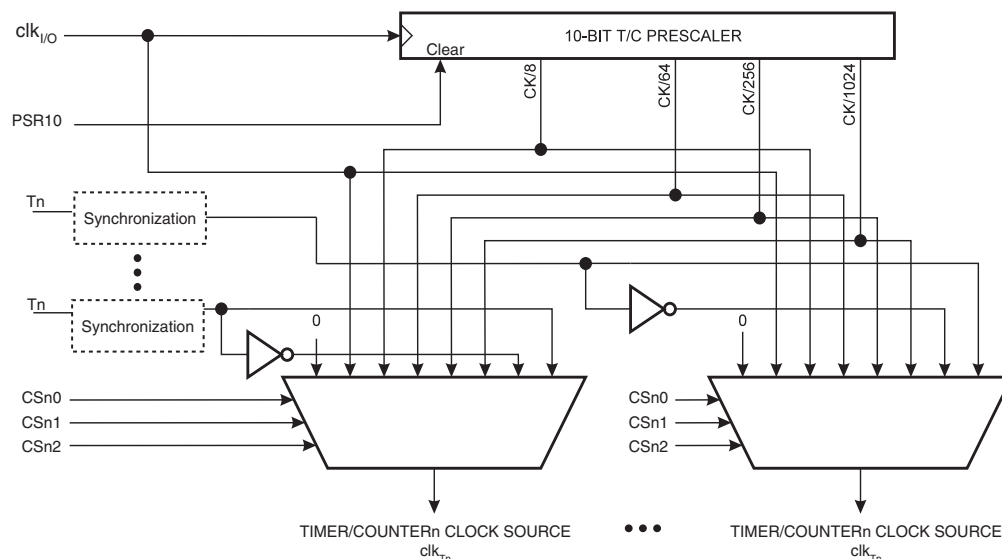 clkI/O
10-BIT T/C PRESCALER
Clear
CK/8
CK/64
CK/256
CK/1024
PSR10
Tn
Synchronization
Tn
Synchronization
0
0
CSn0
CSn1
CSn2
CSn0
CSn1
CSn2
TIMER/COUNTERn CLOCK SOURCE
clkTn
TIMER/COUNTERn CLOCK SOURCE
clkTn